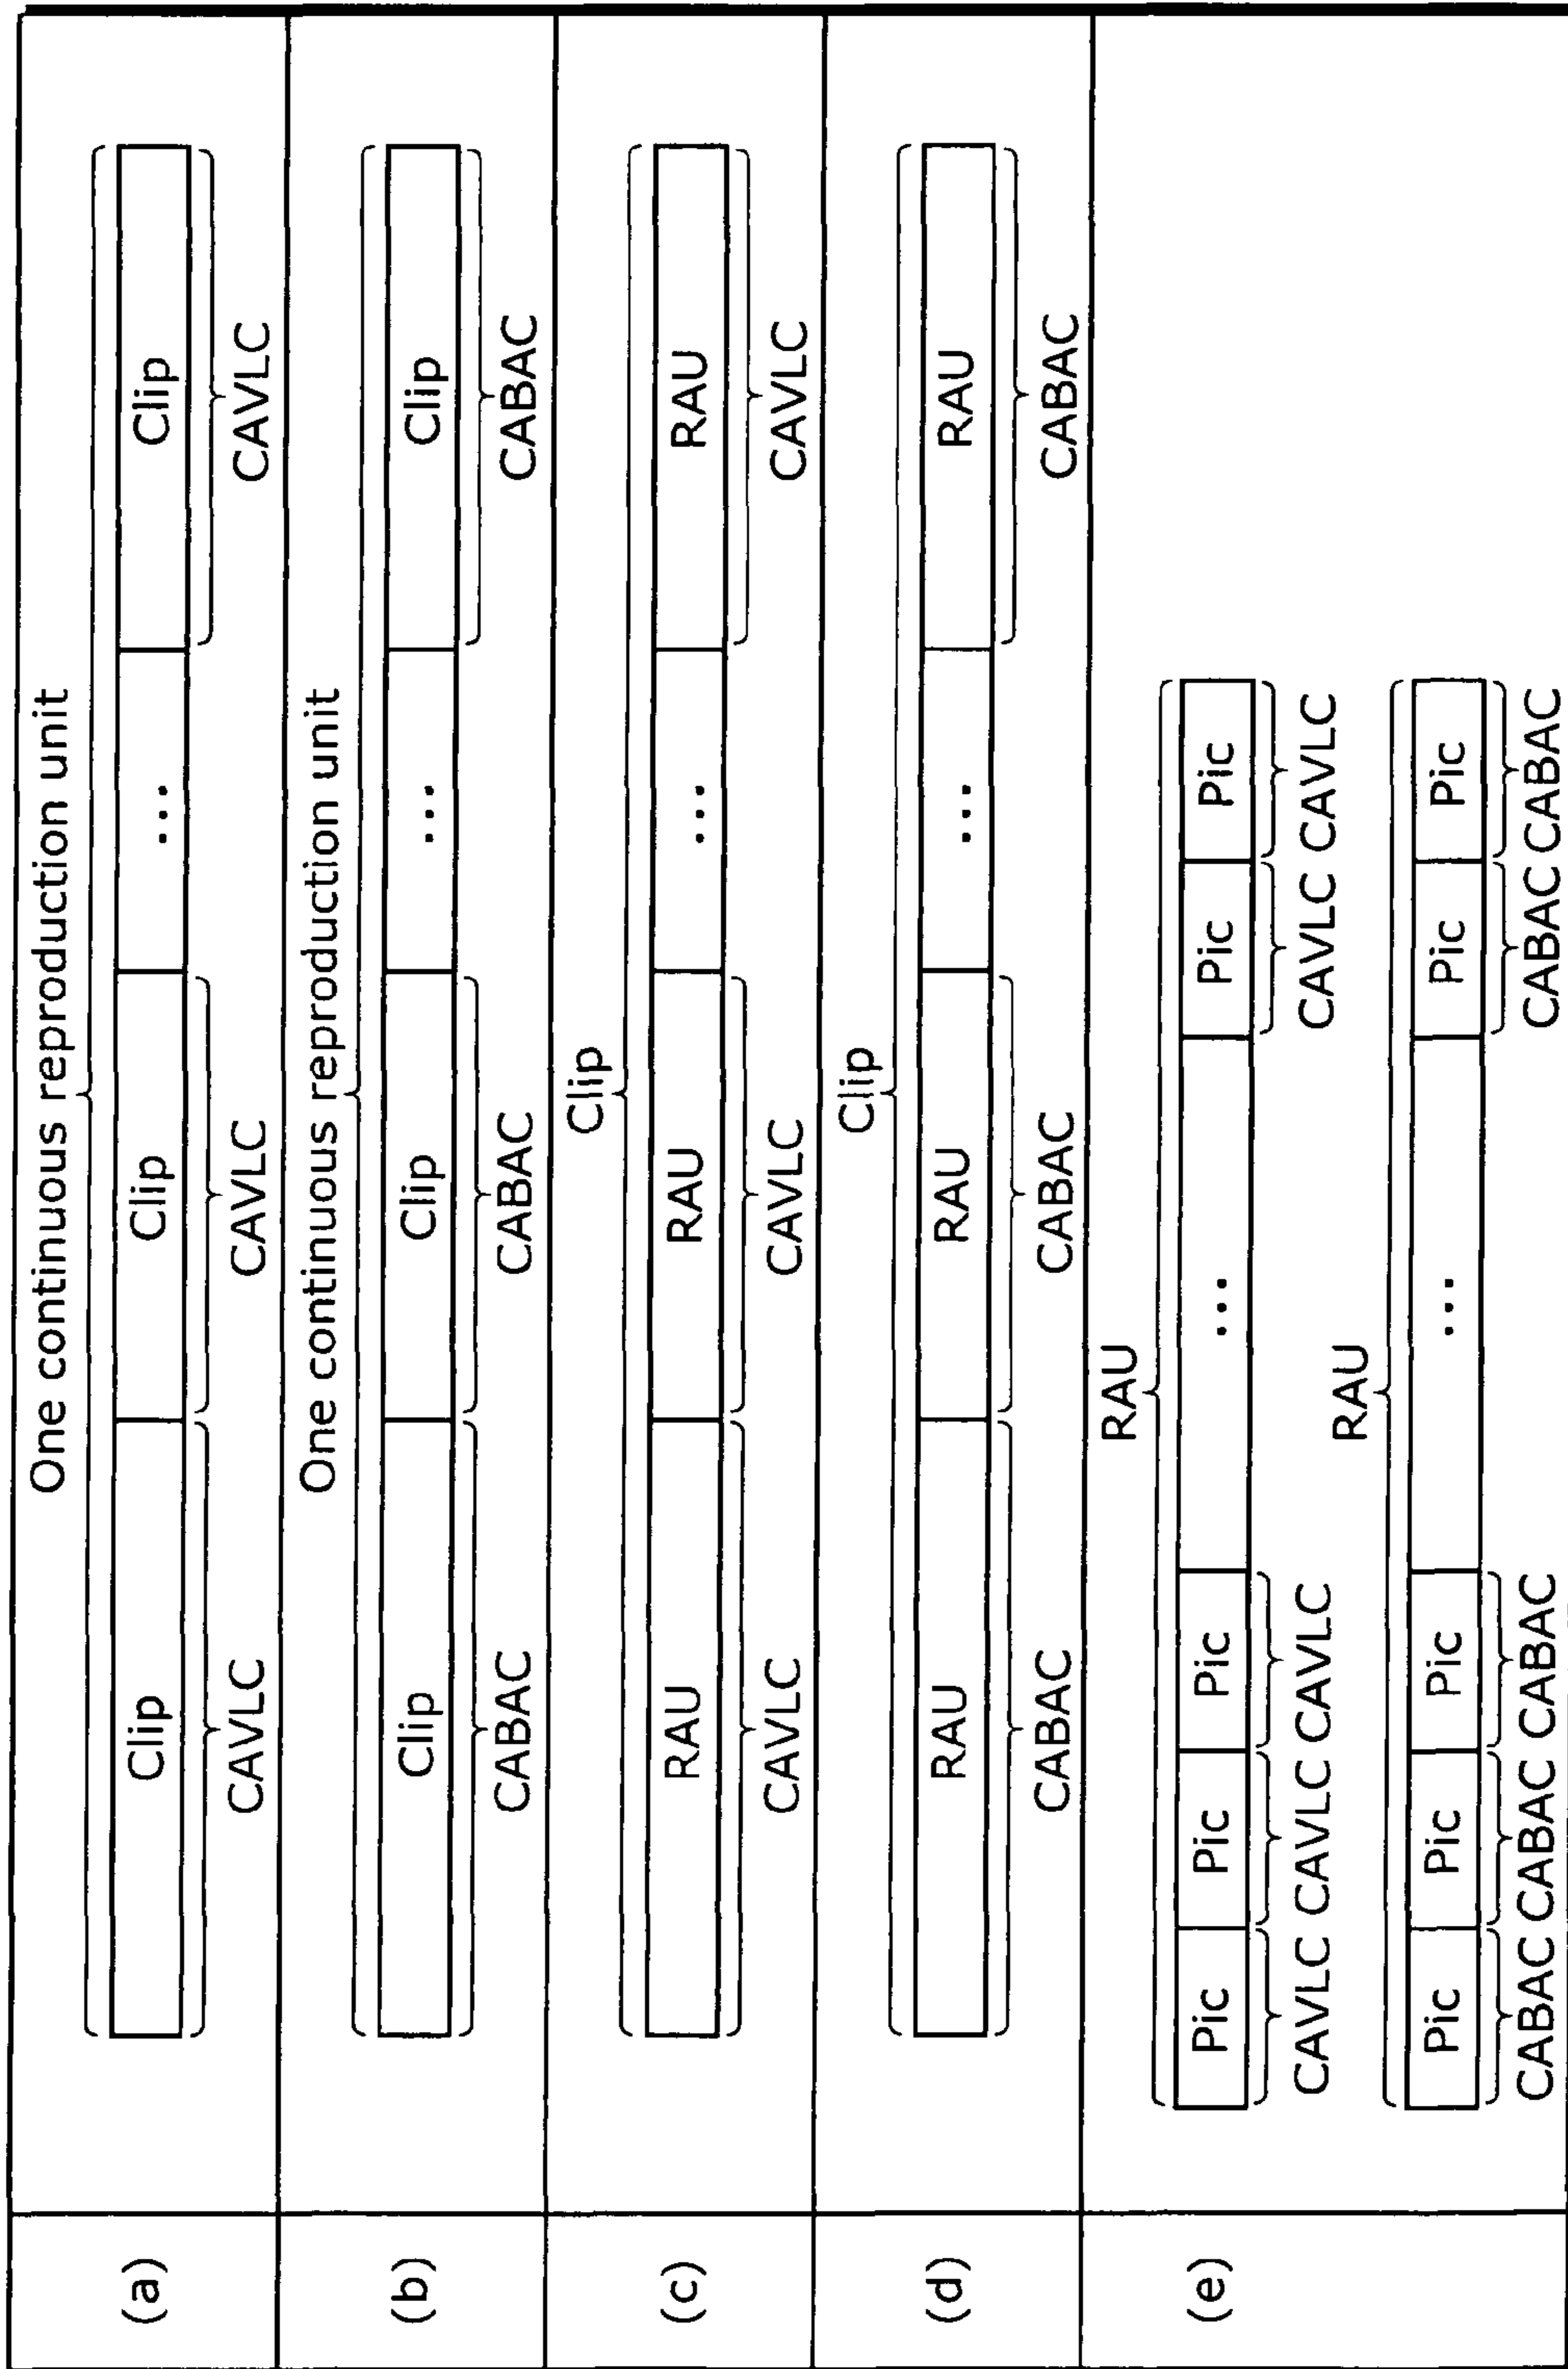 (a)
One continuous reproduction unit
Clip Clip ... Clip
CAVLC CAVLC CAVLC
(b)
One continuous reproduction unit
Clip Clip ... Clip
CABAC CABAC CABAC
(c)
Clip
RAU RAU ... RAU
CAVLC CAVLC CAVLC
(d)
Clip
RAU RAU ... RAU
CABAC CABAC CABAC
(e)
RAU
Pic Pic Pic ... Pic Pic
CAVLC CAVLC CAVLC CAVLC CAVLC
RAU
Pic Pic Pic ... Pic Pic
CABAC CABAC CABAC CABAC CABAC